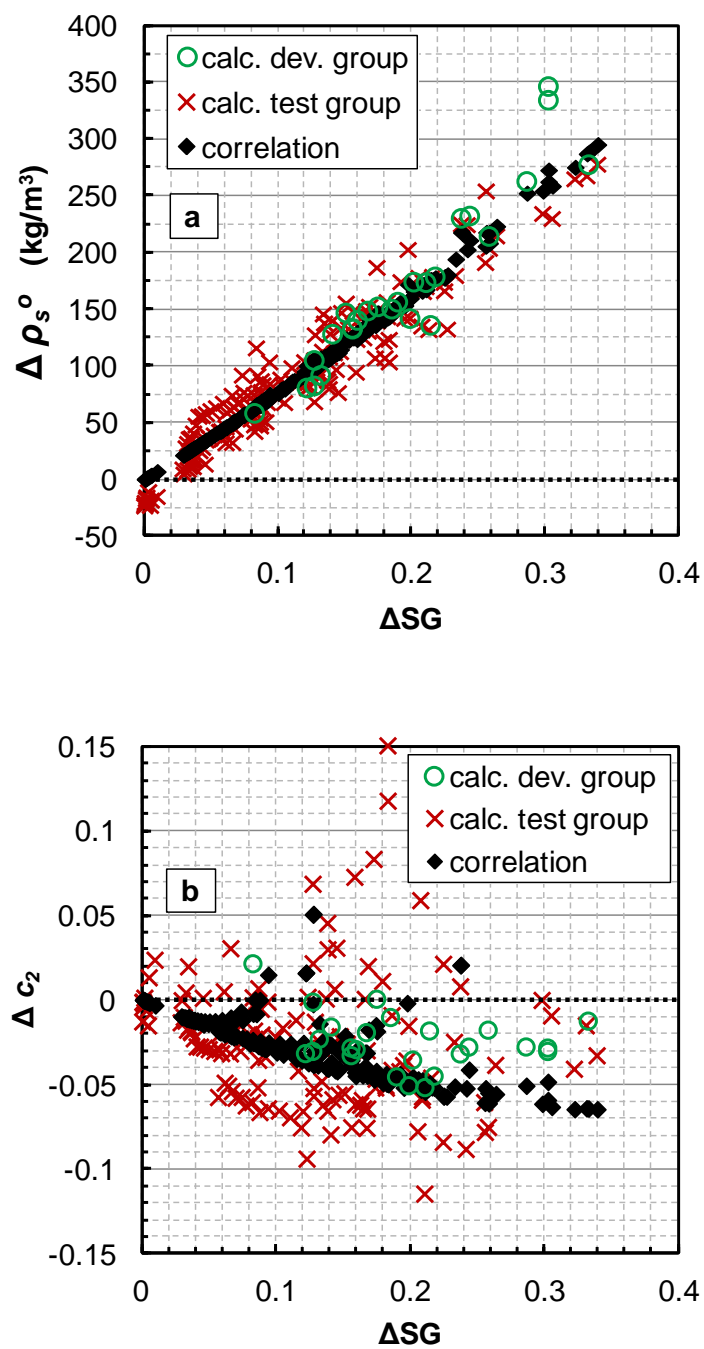 400
350
300
250
200
150
100
50
0
-50
calc. dev. group
calc. test group
correlation
a
Δ ρₛᵒ (kg/m³)
0 0.1 0.2 0.3 0.4
ΔSG
0.15
0.1
0.05
0
-0.05
-0.1
-0.15
calc. dev. group
calc. test group
correlation
b
Δ c₂
0 0.1 0.2 0.3 0.4
ΔSG